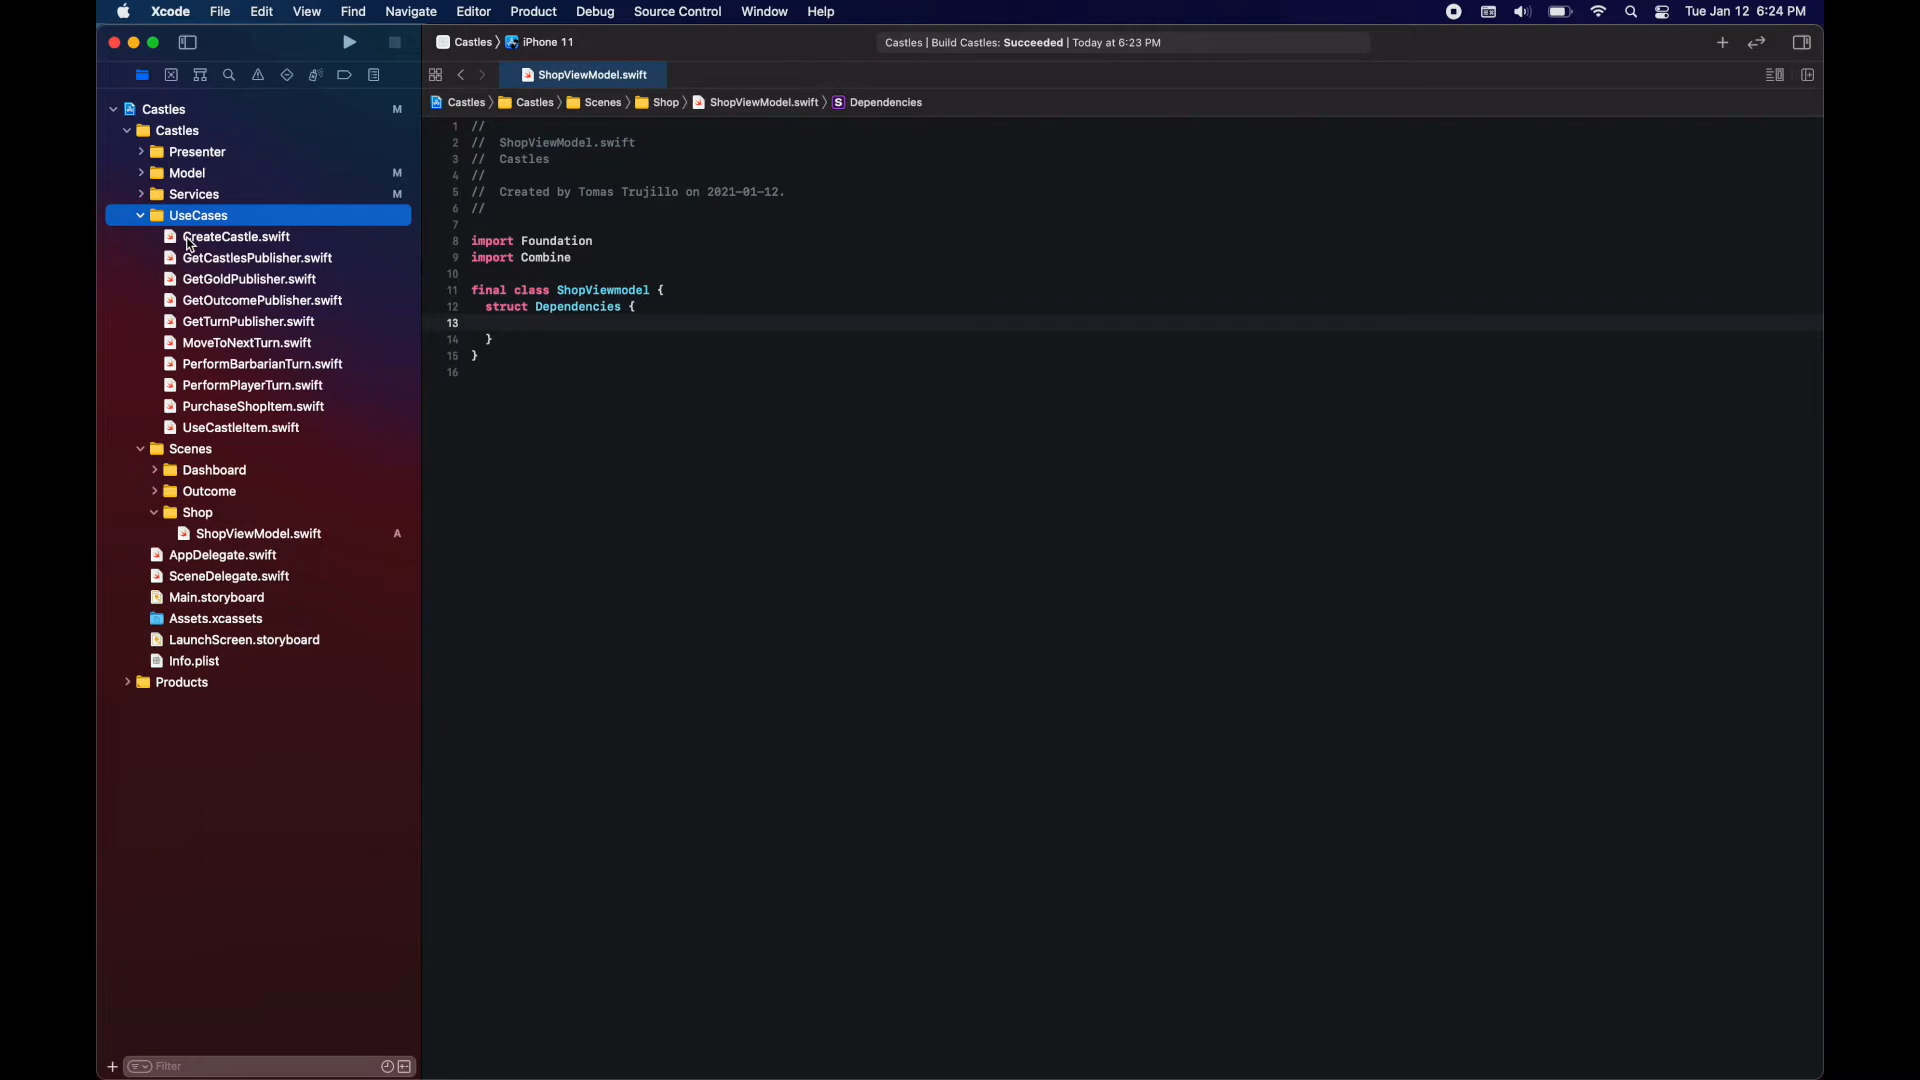 Xcode File Edit View Find Navigate Editor Product Debug Source Control Window Help Tue Jan 12 6:24 PM
Castles iPhone 11 Castles | Build Castles: Succeeded | Today at 6:23 PM
ShopViewModel.swift
Castles Castles Scenes Shop ShopViewModel.swift S Dependencies
Castles M
Castles
Presenter
Model M
Services M
UseCases
CreateCastle.swift
GetCastlesPublisher.swift
GetGoldPublisher.swift
GetOutcomePublisher.swift
GetTurnPublisher.swift
MoveToNextTurn.swift
PerformBarbarianTurn.swift
PerformPlayerTurn.swift
PurchaseShopItem.swift
UseCastleItem.swift
Scenes
Dashboard
Outcome
Shop
ShopViewModel.swift A
AppDelegate.swift
SceneDelegate.swift
Main.storyboard
Assets.xcassets
LaunchScreen.storyboard
Info.plist
Products
Filter
1 //
2 // ShopViewModel.swift
3 // Castles
4 //
5 // Created by Tomas Trujillo on 2021-01-12.
6 //
7
8 import Foundation
9 import Combine
10
11 final class ShopViewmodel {
12 struct Dependencies {
13
14 }
15 }
16